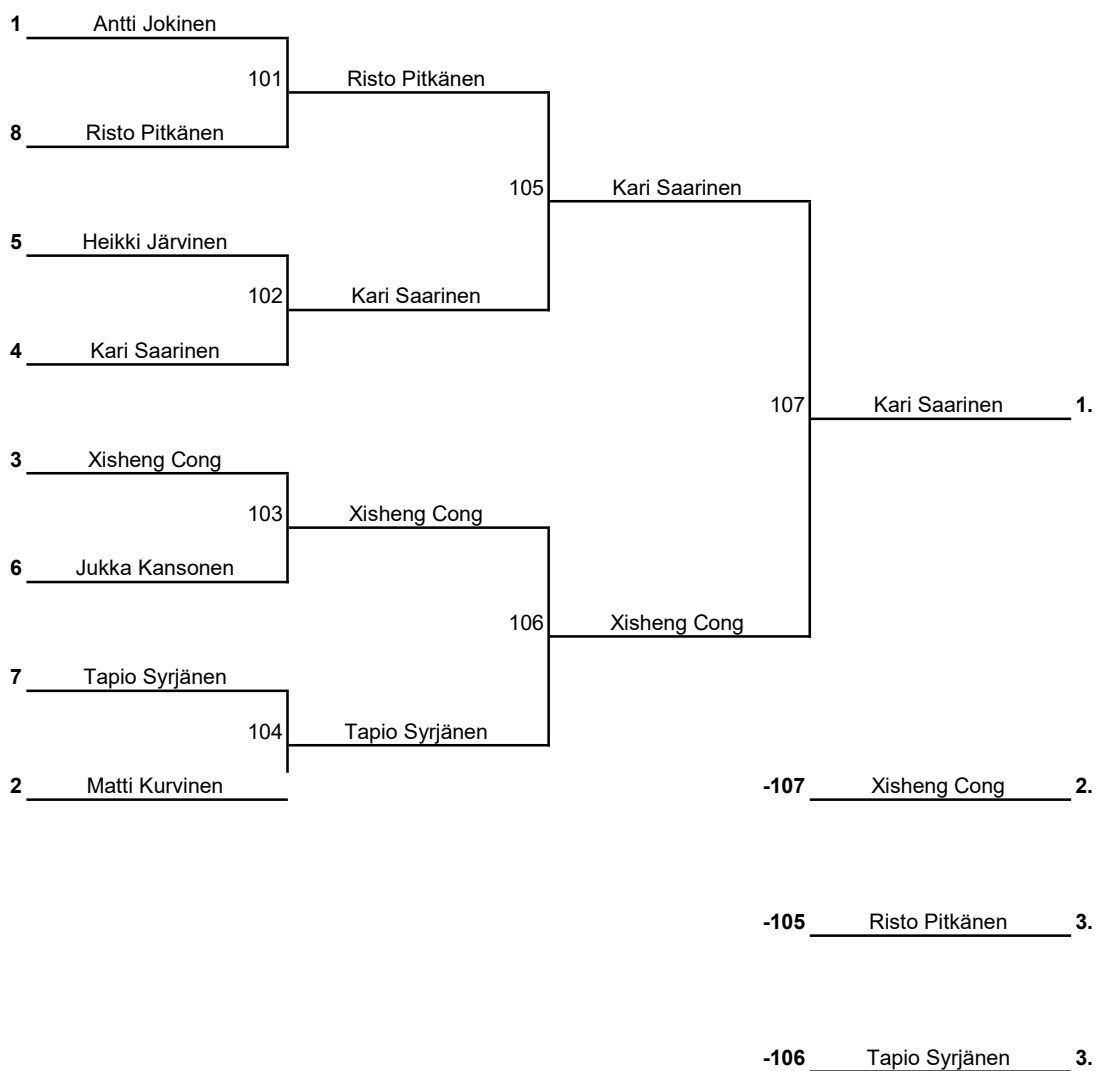 1 Antti Jokinen
101 Risto Pitkänen
8 Risto Pitkänen
105 Kari Saarinen
5 Heikki Järvinen
102 Kari Saarinen
4 Kari Saarinen
107 Kari Saarinen 1.
3 Xisheng Cong
103 Xisheng Cong
6 Jukka Kansonen
106 Xisheng Cong
7 Tapio Syrjänen
104 Tapio Syrjänen
2 Matti Kurvinen -107 Xisheng Cong 2.
-105 Risto Pitkänen 3.
-106 Tapio Syrjänen 3.